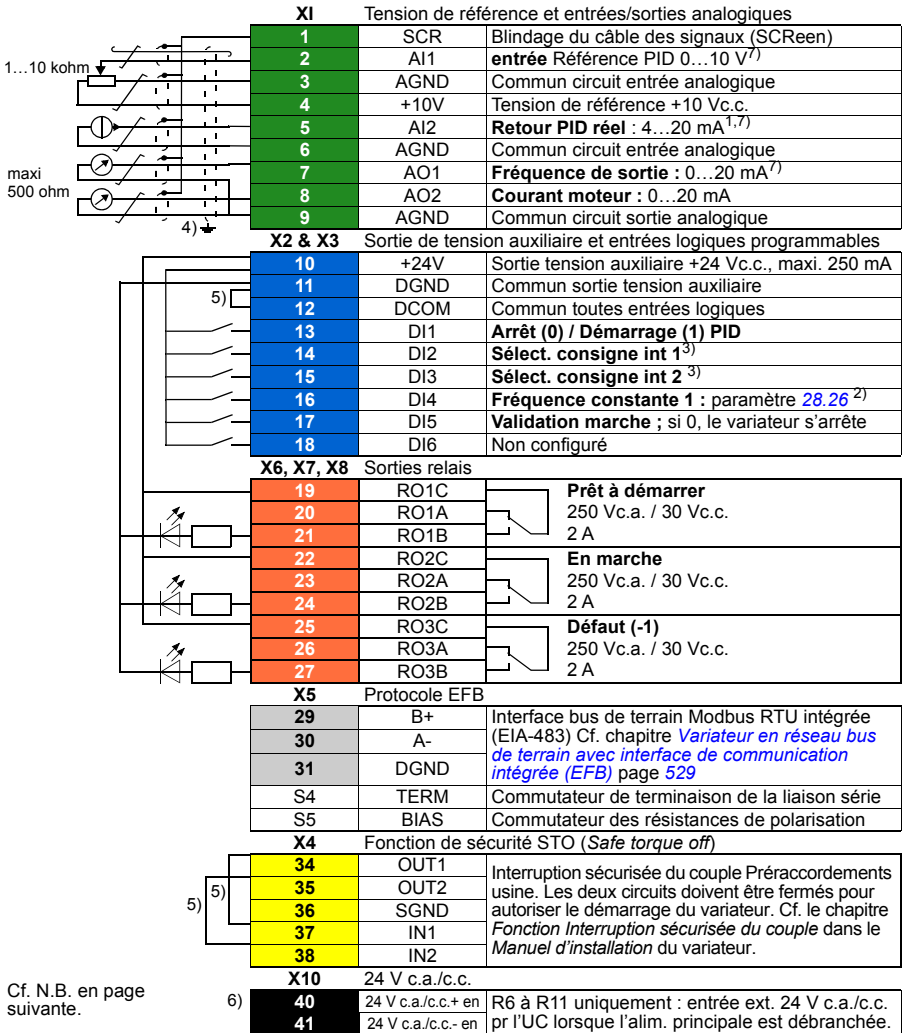 XI Tension de référence et entrées/sorties analogiques
1 SCR Blindage du câble des signaux (SCReen)
1…10 kohm 2 AI1 entrée Référence PID 0…10 V7)
3 AGND Commun circuit entrée analogique
4 +10V Tension de référence +10 Vc.c.
5 AI2 Retour PID réel : 4…20 mA1,7)
6 AGND Commun circuit entrée analogique
maxi
500 ohm
7 AO1 Fréquence de sortie : 0…20 mA7)
8 AO2 Courant moteur : 0…20 mA
4) 9 AGND Commun circuit sortie analogique
X2 & X3 Sortie de tension auxiliaire et entrées logiques programmables
10 +24V Sortie tension auxiliaire +24 Vc.c., maxi. 250 mA
11 DGND Commun sortie tension auxiliaire
5) 12 DCOM Commun toutes entrées logiques
13 DI1 Arrêt (0) / Démarrage (1) PID
14 DI2 Sélect. consigne int 13)
15 DI3 Sélect. consigne int 2 3)
16 DI4 Fréquence constante 1 : paramètre 28.26 2)
17 DI5 Validation marche ; si 0, le variateur s’arrête
18 DI6 Non configuré
X6, X7, X8 Sorties relais
19 RO1C Prêt à démarrer
20 RO1A 250 Vc.a. / 30 Vc.c.
21 RO1B 2 A
22 RO2C En marche
23 RO2A 250 Vc.a. / 30 Vc.c.
24 RO2B 2 A
25 RO3C Défaut (-1)
26 RO3A 250 Vc.a. / 30 Vc.c.
27 RO3B 2 A
X5 Protocole EFB
29 B+ Interface bus de terrain Modbus RTU intégrée
30 A- (EIA-483) Cf. chapitre Variateur en réseau bus
de terrain avec interface de communication
31 DGND intégrée (EFB) page 529
S4 TERM Commutateur de terminaison de la liaison série
S5 BIAS Commutateur des résistances de polarisation
X4 Fonction de sécurité STO (Safe torque off)
34 OUT1 Interruption sécurisée du couple Préraccordements
5) 5) 35 OUT2 usine. Les deux circuits doivent être fermés pour
36 SGND autoriser le démarrage du variateur. Cf. le chapitre
37 IN1 Fonction Interruption sécurisée du couple dans le
38 IN2 Manuel d’installation du variateur.
X10 24 V c.a./c.c.
Cf. N.B. en page
suivante.
6) 40 24 V c.a./c.c.+ en R6 à R11 uniquement : entrée ext. 24 V c.a./c.c.
41 24 V c.a./c.c.- en pr l’UC lorsque l’alim. principale est débranchée.